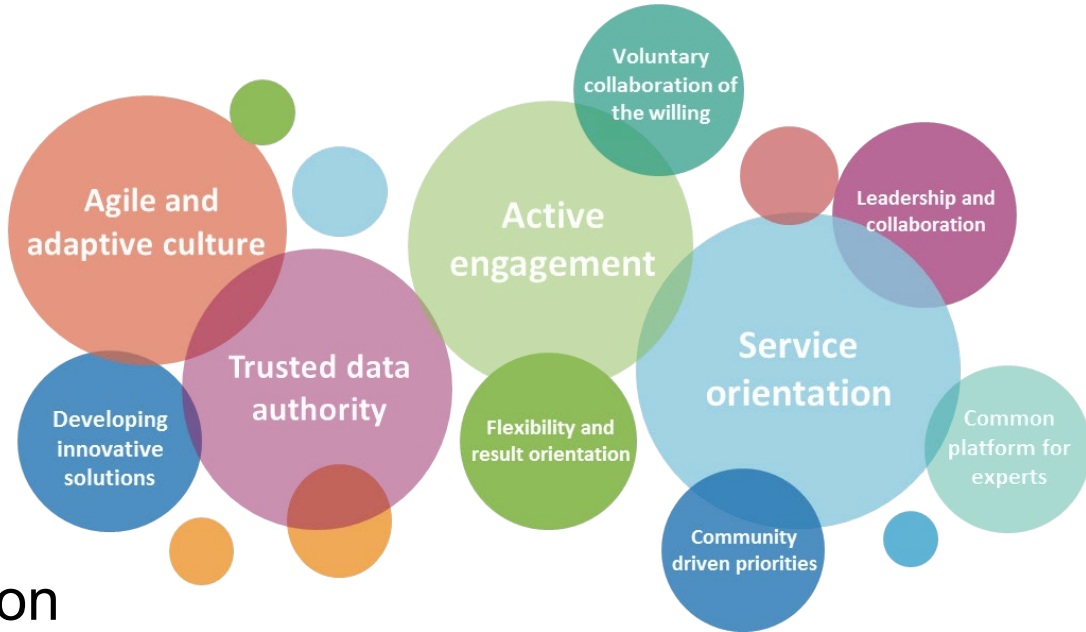 Voluntary
collaboration of
the willing
Agile and
adaptive culture
Active
engagement
Leadership and
collaboration
Trusted data
authority
Service
orientation
Developing
innovative
solutions
Flexibility and
result orientation
Common
platform for
experts
Community
driven priorities
on